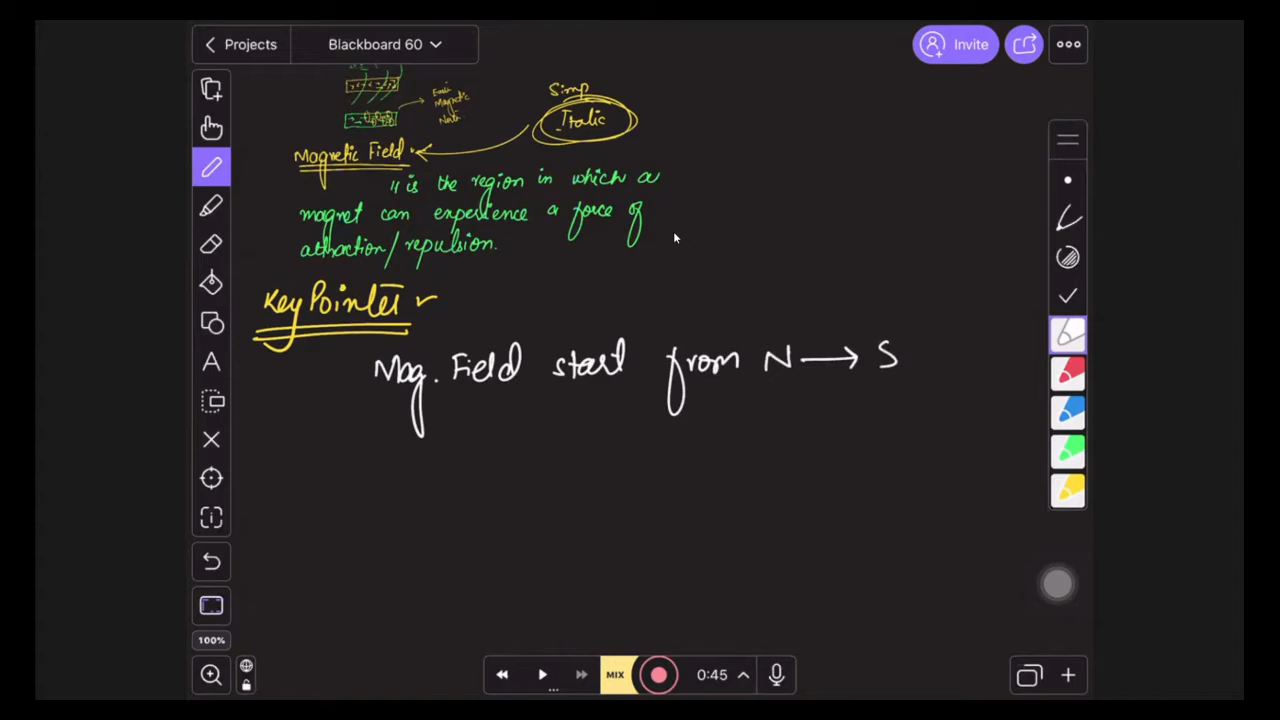 Projects
Blackboard 60
Invite
Simp
Italic
Magnetic
Magnetic Field
It is the region in which a
magnet can experience a force of
attraction/repulsion.
Key Pointer
Mag. Field start from N → S
100%
MIX
0:45